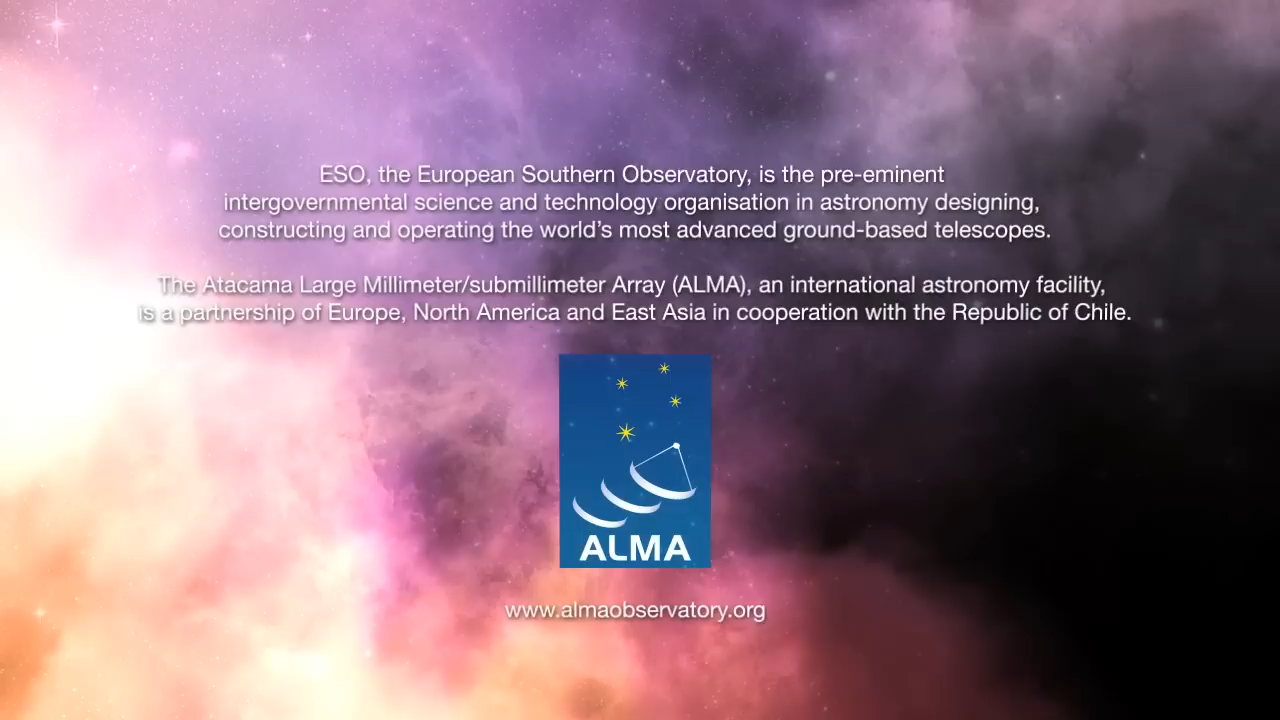 ESO, the European Southern Observatory, is the pre-eminent
intergovernmental science and technology organisation in astronomy designing,
constructing and operating the world’s most advanced ground-based telescopes.
The Atacama Large Millimeter/submillimeter Array (ALMA), an international astronomy facility,
is a partnership of Europe, North America and East Asia in cooperation with the Republic of Chile.
ALMA
www.almaobservatory.org